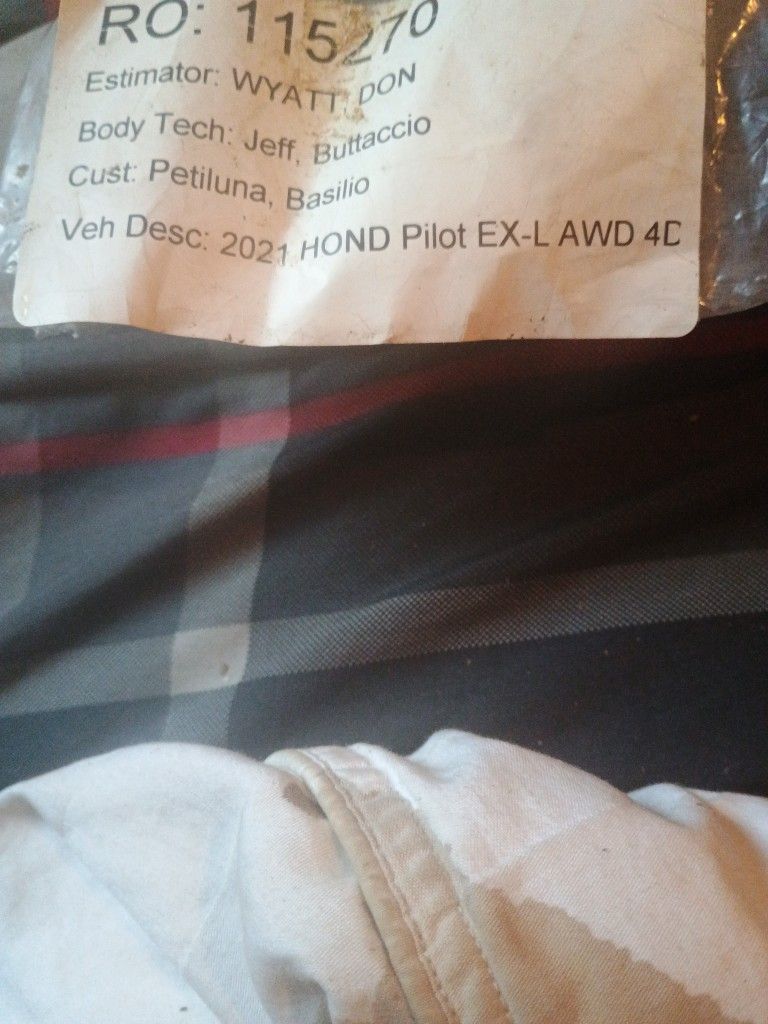 RO: 115270
Estimator: WYATT, DON
Body Tech: Jeff, Buttaccio
Cust: Petiluna, Basilio
Veh Desc: 2021 HOND Pilot EX-L AWD 4D